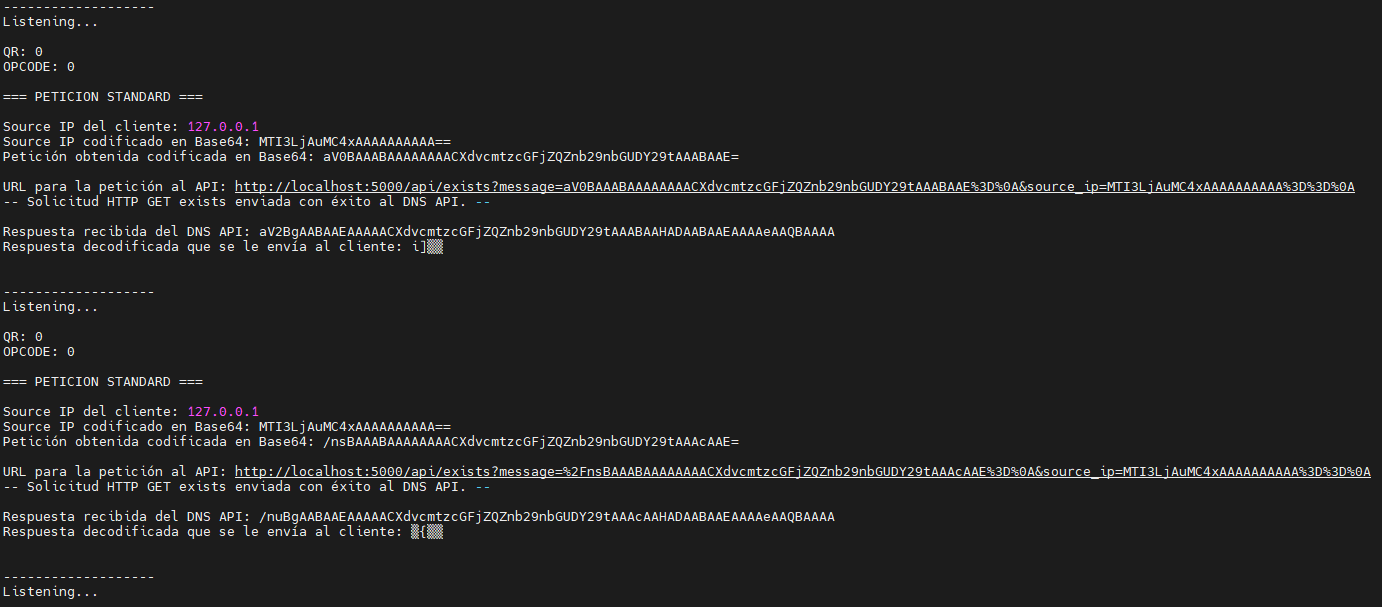 -------------------
Listening...
QR: 0
OPCODE: 0
=== PETICION STANDARD ===
Source IP del cliente: 127.0.0.1
Source IP codificado en Base64: MTI3LjAuMC4xAAAAAAAAAA==
Petición obtenida codificada en Base64: aV0BAAABAAAAAAAACXdvcmtzcGFjZQZnb29nbGUDY29tAAABAAE=
URL para la petición al API: http://localhost:5000/api/exists?message=aV0BAAABAAAAAAAACXdvcmtzcGFjZQZnb29nbGUDY29tAAABAAE%3D%0A&source_ip=MTI3LjAuMC4xAAAAAAAAAA%3D%3D%0A
-- Solicitud HTTP GET exists enviada con éxito al DNS API. --
Respuesta recibida del DNS API: aV2BgAABAAEAAAAACXdvcmtzcGFjZQZnb29nbGUDY29tAAABAAHADAABAAEAAAAeAAQBAAAA
Respuesta decodificada que se le envía al cliente: i]▒▒
-------------------
Listening...
QR: 0
OPCODE: 0
=== PETICION STANDARD ===
Source IP del cliente: 127.0.0.1
Source IP codificado en Base64: MTI3LjAuMC4xAAAAAAAAAA==
Petición obtenida codificada en Base64: /nsBAAABAAAAAAAACXdvcmtzcGFjZQZnb29nbGUDY29tAAAcAAE=
URL para la petición al API: http://localhost:5000/api/exists?message=%2FnsBAAABAAAAAAAACXdvcmtzcGFjZQZnb29nbGUDY29tAAAcAAE%3D%0A&source_ip=MTI3LjAuMC4xAAAAAAAAAA%3D%3D%0A
-- Solicitud HTTP GET exists enviada con éxito al DNS API. --
Respuesta recibida del DNS API: /nuBgAABAAEAAAAACXdvcmtzcGFjZQZnb29nbGUDY29tAAAcAAHADAABAAEAAAAeAAQBAAAA
Respuesta decodificada que se le envía al cliente: ▒{▒▒
-------------------
Listening...